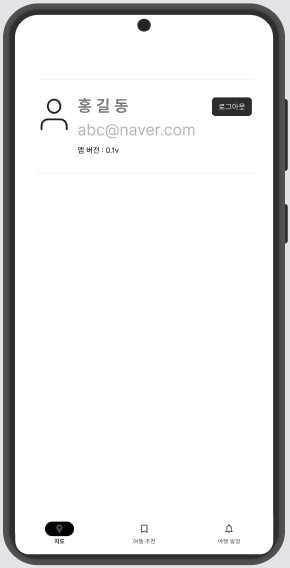 홍 길 동
로그아웃
abc@naver.com
앱 버전 : 0.1v
지도
여행 추천
여행 일정